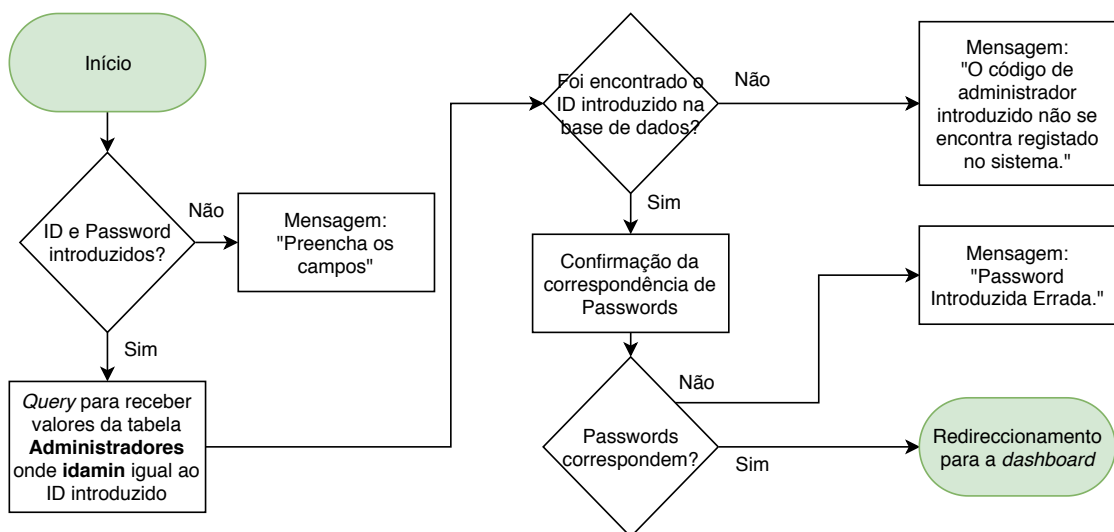 Início
ID e Password
introduzidos?
Não
Mensagem:
"Preencha os
campos"
Sim
Query para receber
valores da tabela
Administradores
onde idamin igual ao
ID introduzido
Foi encontrado o
ID introduzido na
base de dados?
Não
Mensagem:
"O código de
administrador
introduzido não se
encontra registado
no sistema."
Sim
Confirmação da
correspondência de
Passwords
Passwords
correspondem?
Não
Mensagem:
"Password
Introduzida Errada."
Sim
Redireccionamento
para a dashboard